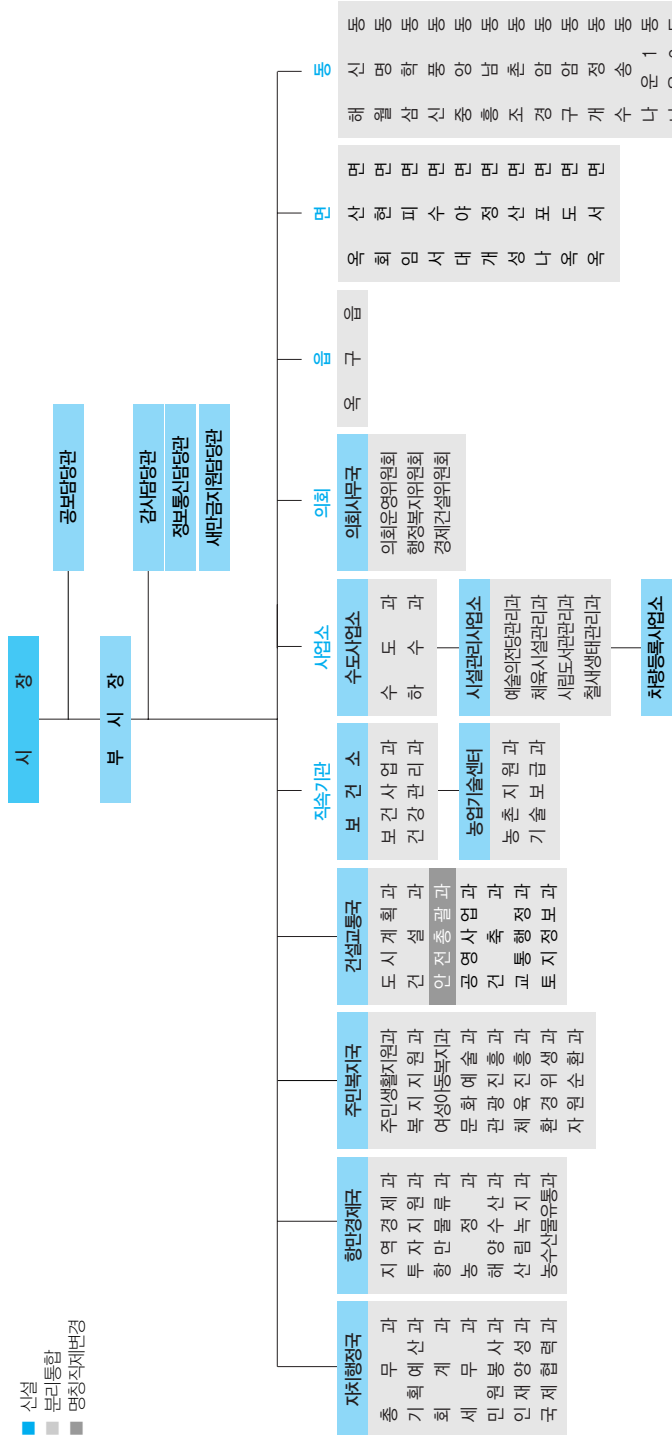 신설
분리통합
명칭직제변경
시 장
부 시 장
공보담당관
감사담당관
정보통신담당관
새만금지원담당관
자치행정국
총 무 과
기 획 예 산 과
회 계 과
세 무 과
민 원 봉 사 과
인 재 양 성 과
국 제 협 력 과
항만경제국
지 역 경 제 과
투 자 지 원 과
항 만 물 류 과
농 정 과
해 양 수 산 과
산 림 녹 지 과
농수산물유통과
주민복지국
주민생활지원과
복 지 지 원 과
여성아동복지과
문 화 예 술 과
관 광 진 흥 과
체 육 진 흥 과
환 경 위 생 과
자 원 순 환 과
건설교통국
도 시 계 획 과
건 설 과
안 전 총 괄 과
공 영 사 업 과
건 축 과
교 통 행 정 과
토 지 정 보 과
직속기관
보 건 소
보 건 사 업 과
건 강 관 리 과
농업기술센터
농 촌 지 원 과
기 술 보 급 과
사업소
수도사업소
수 도 과
하 수 과
시설관리사업소
예술의전당관리과
체육시설관리과
시립도서관관리과
철새생태관리과
차량등록사업소
의회
의회사무국
의회운영위원회
행정복지위원회
경제건설위원회
읍
옥 구 읍
면
옥 산 면
회 현 면
임 피 면
서 수 면
대 야 면
개 정 면
성 산 면
나 포 면
옥 도 면
옥 서 면
동
해 신 동
월 명 동
삼 학 동
신 풍 동
중 앙 동
흥 남 동
조 촌 동
경 암 동
구 암 동
개 정 동
수 송 동
나 운 1 동